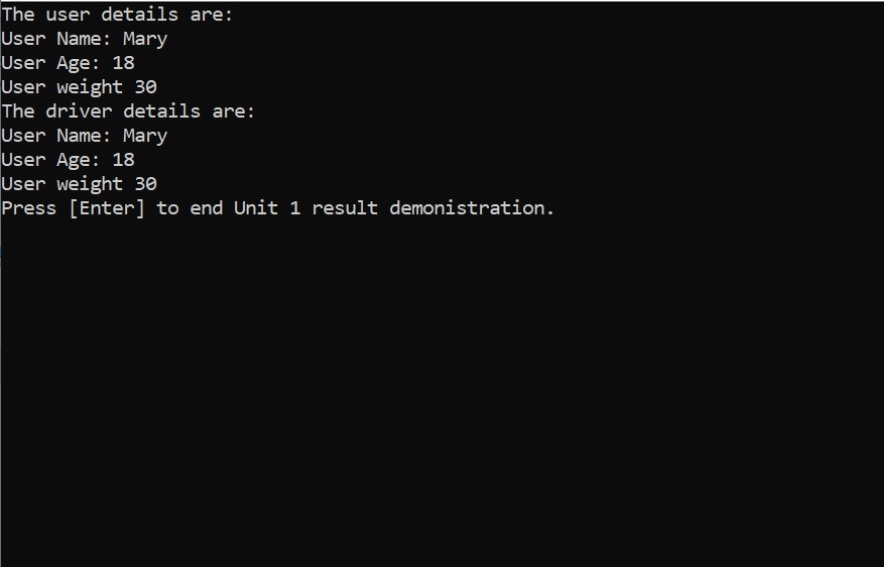 The user details are:
User Name: Mary
User Age: 18
User weight 30
The driver details are:
User Name: Mary
User Age: 18
User weight 30
Press [Enter] to end Unit 1 result demonistration.